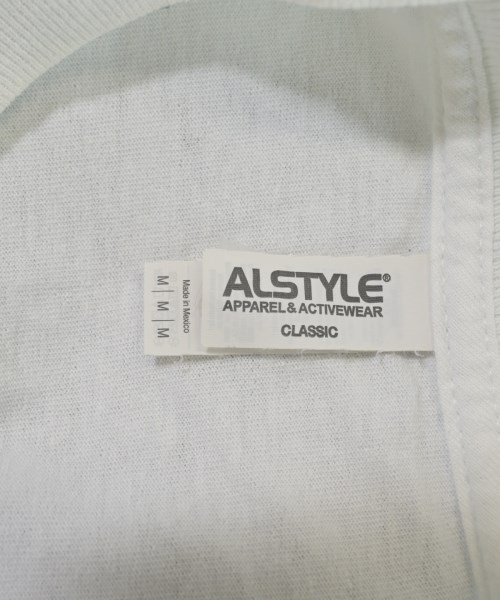 ALSTYLE®
APPAREL & ACTIVEWEAR
CLASSIC
Made in Mexico
M | M | M